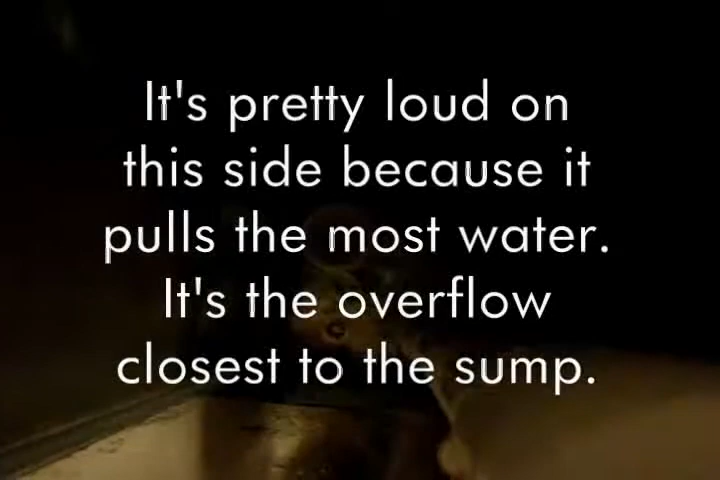 It's pretty loud on
this side because it
pulls the most water.
It's the overflow
closest to the sump.